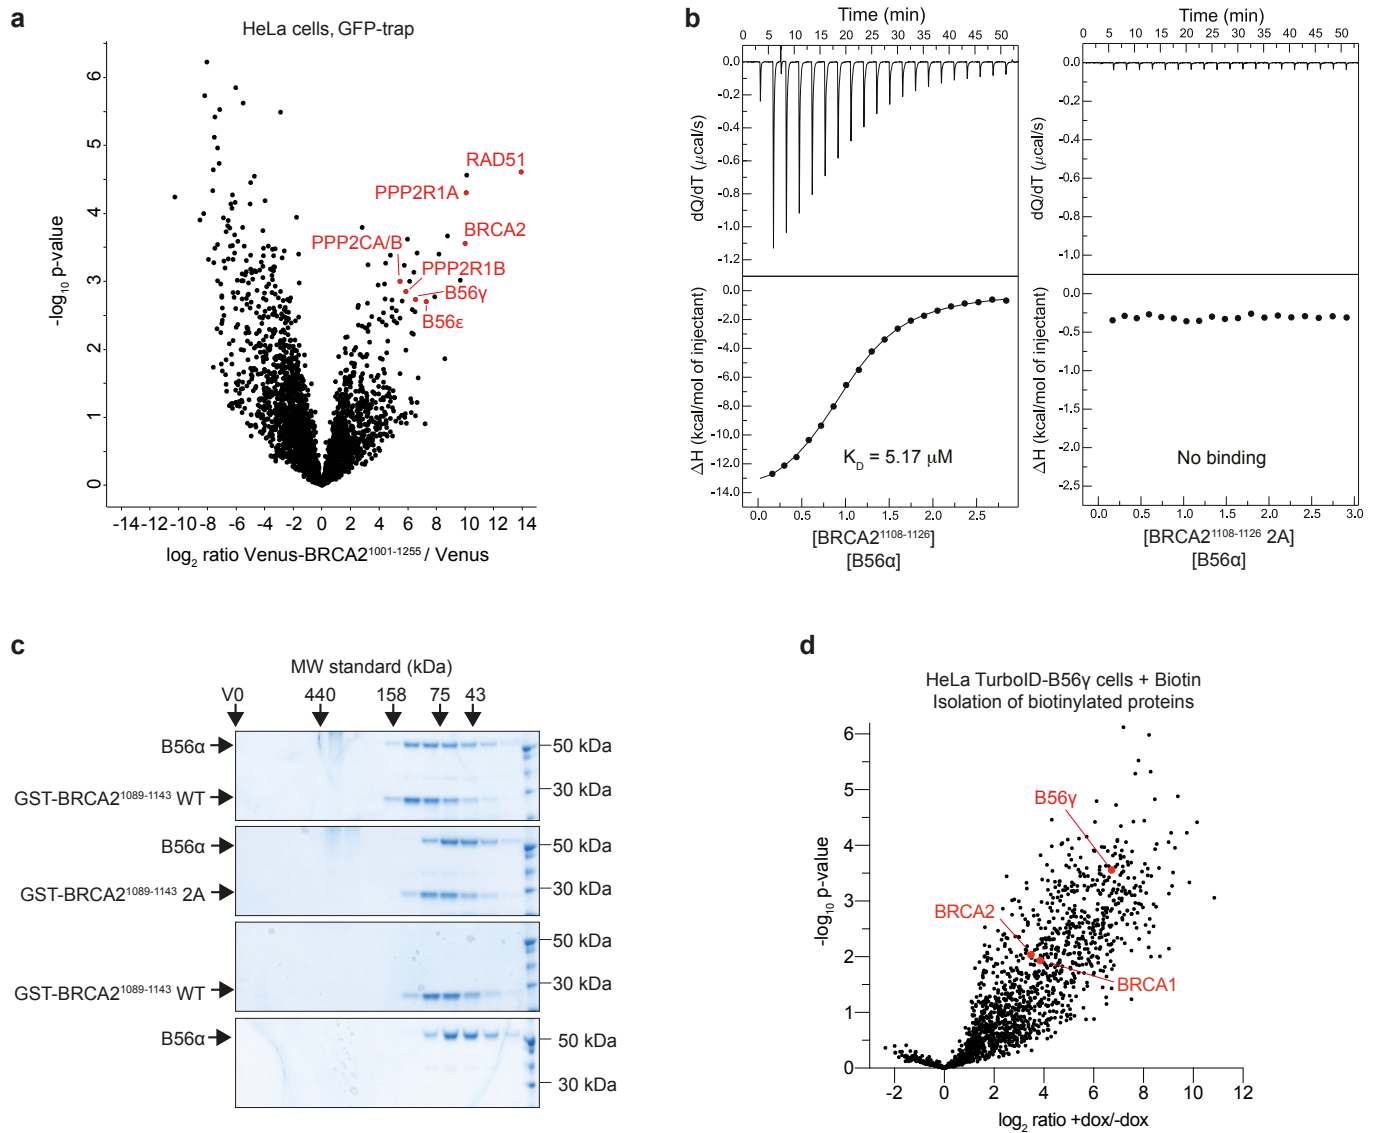 a
HeLa cells, GFP-trap
-log10 p-value
6
5
4
3
2
1
0
RAD51
PPP2R1A
BRCA2
PPP2CA/B
PPP2R1B
B56γ
B56ε
-14 -12 -10 -8 -6 -4 -2 0 2 4 6 8 10 12 14
log2 ratio Venus-BRCA2 1001-1255 / Venus
b
Time (min)
0 5 10 15 20 25 30 35 40 45 50
dQ/dT (μcal/s)
0.0
-0.2
-0.4
-0.6
-0.8
-1.0
-1.2
ΔH (kcal/mol of injectant)
0.0
-2.0
-4.0
-6.0
-8.0
-10.0
-12.0
-14.0
KD = 5.17 μM
0.0 0.5 1.0 1.5 2.0 2.5
[BRCA2 1108-1126]
[B56α]
Time (min)
0 5 10 15 20 25 30 35 40 45 50
dQ/dT (μcal/s)
0.0
-0.2
-0.4
-0.6
-0.8
-1.0
ΔH (kcal/mol of injectant)
0.0
-0.5
-1.0
-1.5
-2.0
-2.5
No binding
0.0 0.5 1.0 1.5 2.0 2.5 3.0
[BRCA2 1108-1126 2A]
[B56α]
c
MW standard (kDa)
V0 440 158 75 43
B56α
50 kDa
GST-BRCA2 1089-1143 WT
30 kDa
B56α
50 kDa
GST-BRCA2 1089-1143 2A
30 kDa
50 kDa
GST-BRCA2 1089-1143 WT
30 kDa
B56α
50 kDa
30 kDa
d
HeLa TurboID-B56γ cells + Biotin
Isolation of biotinylated proteins
-log10 p-value
6
5
4
3
2
1
0
B56γ
BRCA2
BRCA1
-2 0 2 4 6 8 10 12
log2 ratio +dox/-dox